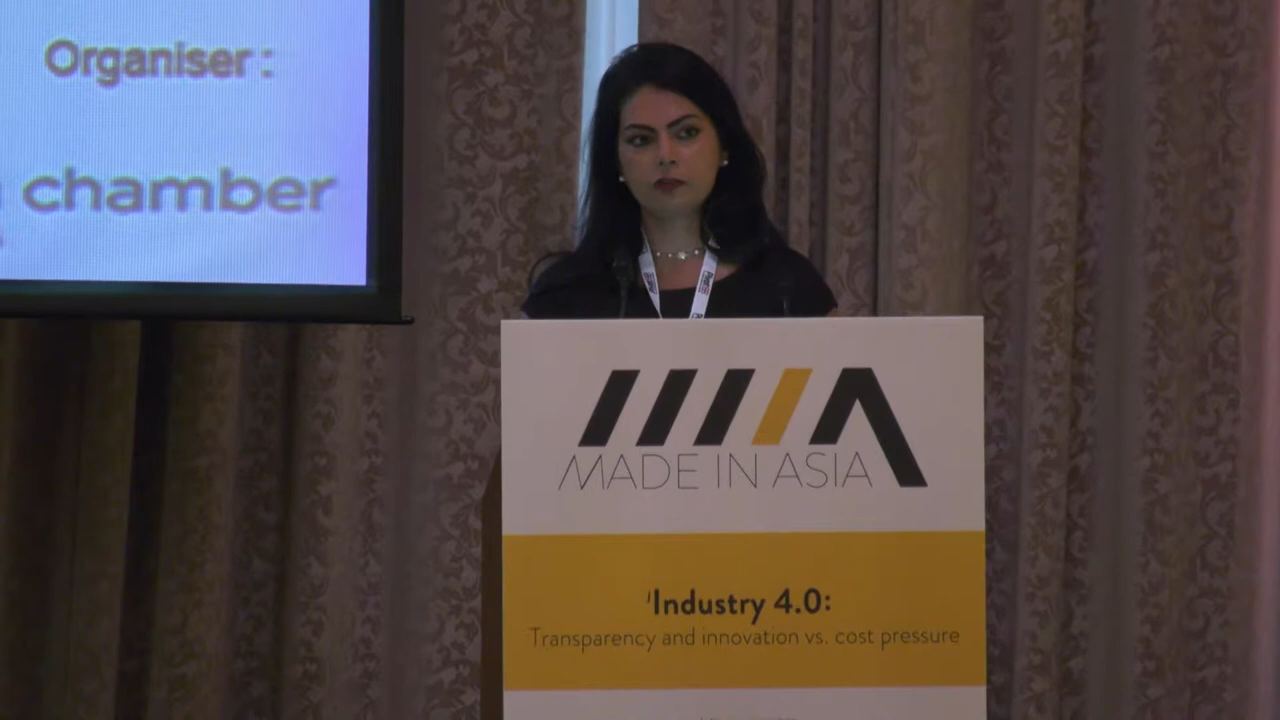 Organiser :
chamber
MADE IN ASIA
'Industry 4.0:
Transparency and innovation vs. cost pressure